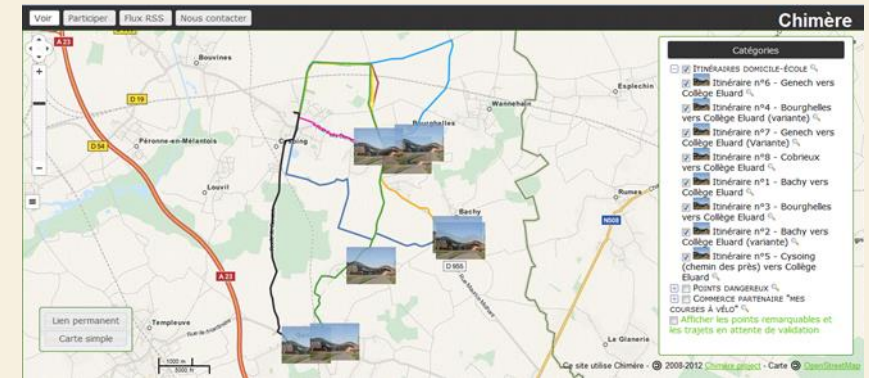 Voir Participer Flux RSS Nous contacter
Chimère
Catégories
ITINÉRAIRES DOMICILE-ÉCOLE
Itinéraire n°6 - Genech vers
Collège Eluard
Itinéraire n°4 - Bourghelles
vers Collège Eluard (variante)
Itinéraire n°7 - Genech vers
Collège Eluard (Variante)
Itinéraire n°8 - Cobrieux
vers Collège Eluard
Itinéraire n°1 - Bachy vers
Collège Eluard
Itinéraire n°3 - Bourghelles
vers Collège Eluard
Itinéraire n°2 - Bachy vers
Collège Eluard (variante)
Itinéraire n°5 - Cysoing
(chemin des près) vers Collège
Eluard
POINTS DANGEREUX
COMMERCE PARTENAIRE "MES
COURSES À VÉLO"
Afficher les points remarquables et
les trajets en attente de validation
A 23
Bouvines
Esplechin
D 19
Wannehain
Bourghelles
D 54
Péronne-en-Mélantois
Cysoing
Louvil
Rumes
Bachy
N508
D 955
A 23
Lien permanent
Carte simple
Templeuve
La Glanerie
1000 m
5000 ft
Ce site utilise Chimère - © 2008-2012 Chimère project - Carte © OpenStreetMap